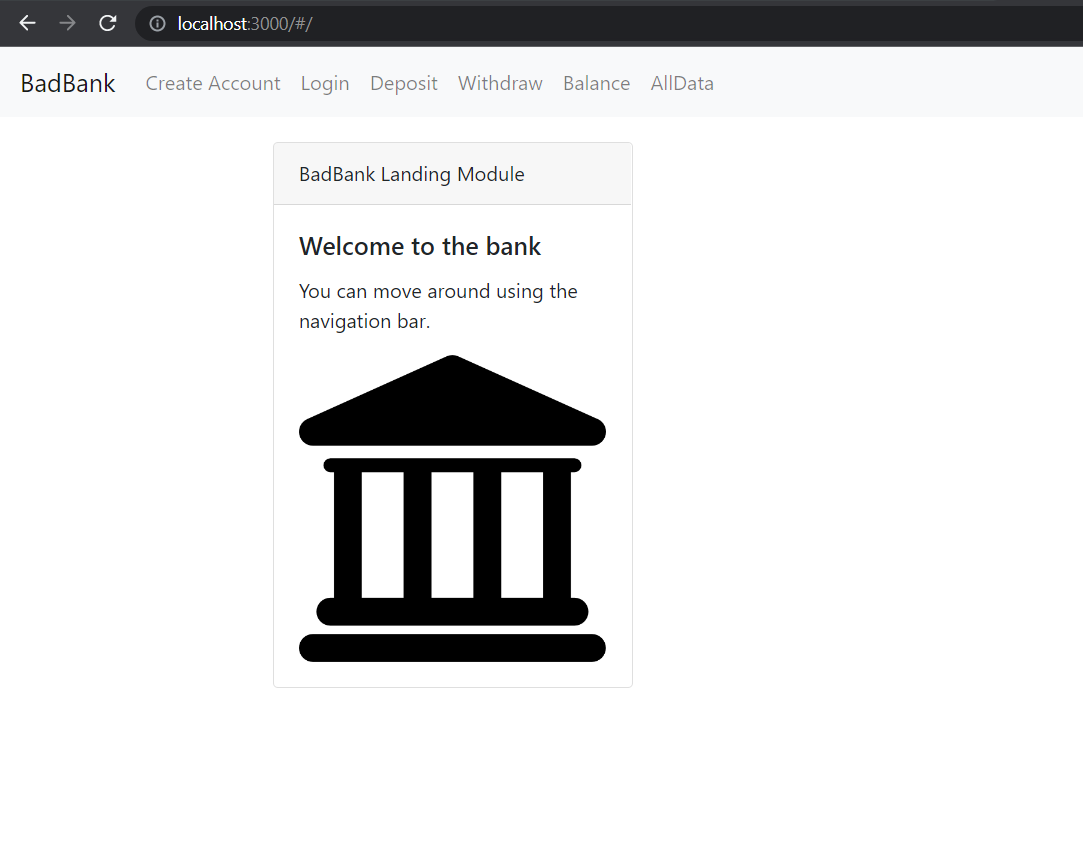 localhost:3000/#/
BadBank Create Account Login Deposit Withdraw Balance AllData
BadBank Landing Module
Welcome to the bank
You can move around using the
navigation bar.